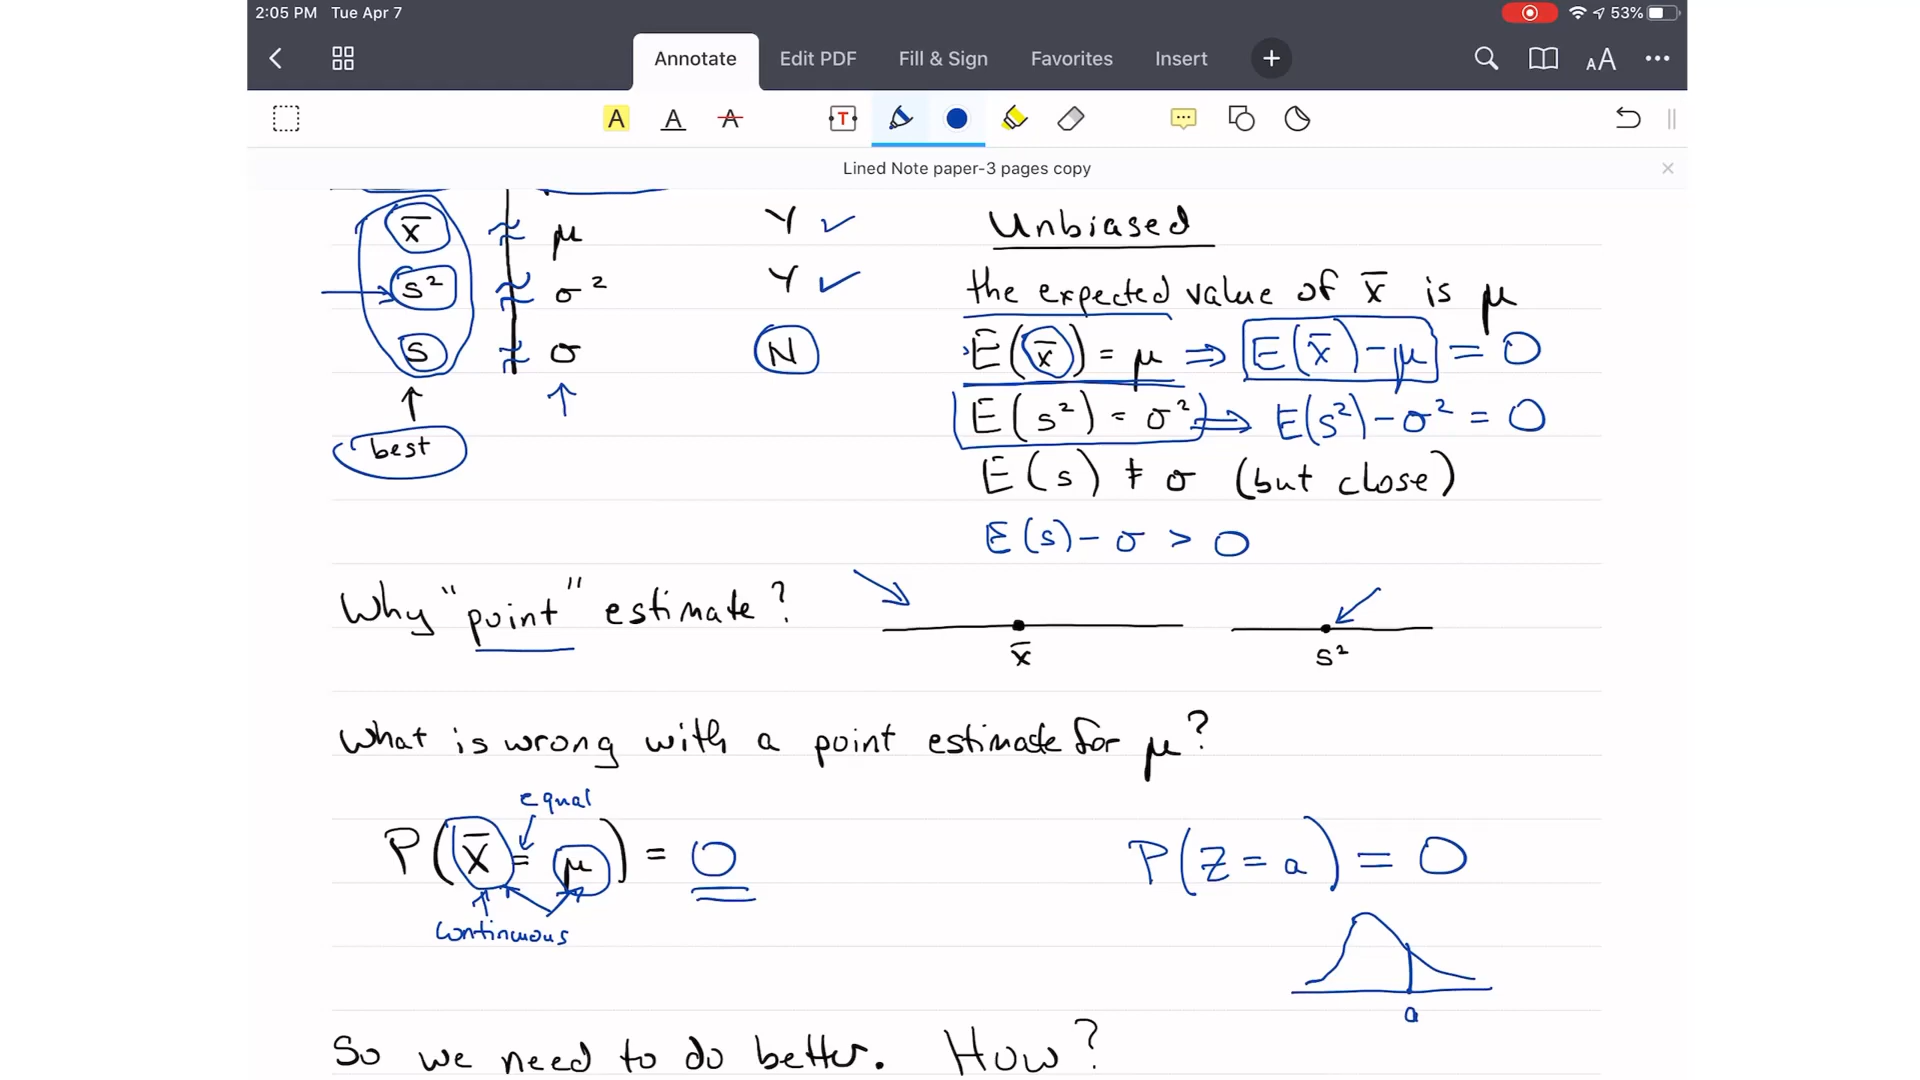 2:05 PM Tue Apr 7 53%
Annotate Edit PDF Fill & Sign Favorites Insert
AA
A A A T
Lined Note paper-3 pages copy
x̄ ≈ μ Y ✓
s² ≈ σ² Y ✓
s ≈ σ N
↑ ↑
best
Unbiased
the expected value of x̄ is μ
E(x̄) = μ ⇒ E(x̄) - μ = 0
E(s²) = σ² ⇒ E(s²) - σ² = 0
E(s) ≠ σ (but close)
E(s) - σ > 0
Why "point" estimate?
x̄ s²
What is wrong with a point estimate for μ?
equal
P(x̄ = μ) = 0 P(Z = a) = 0
continuous
a
So we need to do better. How?